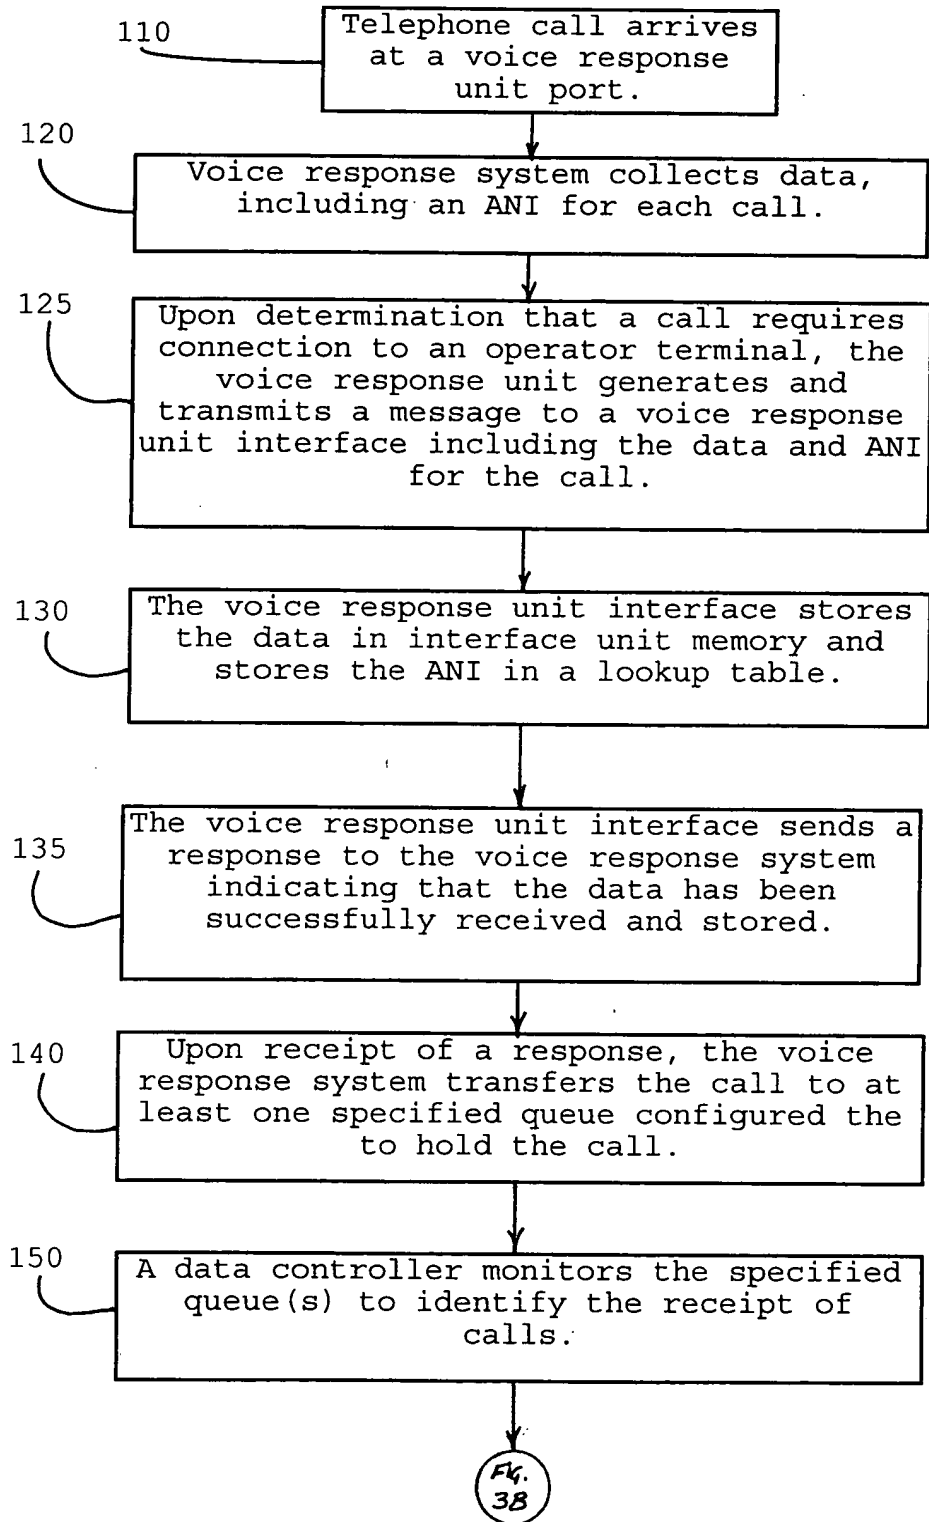 110
Telephone call arrives
at a voice response
unit port.
120
Voice response system collects data,
including an ANI for each call.
125
Upon determination that a call requires
connection to an operator terminal, the
voice response unit generates and
transmits a message to a voice response
unit interface including the data and ANI
for the call.
130
The voice response unit interface stores
the data in interface unit memory and
stores the ANI in a lookup table.
135
The voice response unit interface sends a
response to the voice response system
indicating that the data has been
successfully received and stored.
140
Upon receipt of a response, the voice
response system transfers the call to at
least one specified queue configured the
to hold the call.
150
A data controller monitors the specified
queue(s) to identify the receipt of
calls.
FIG.
3B